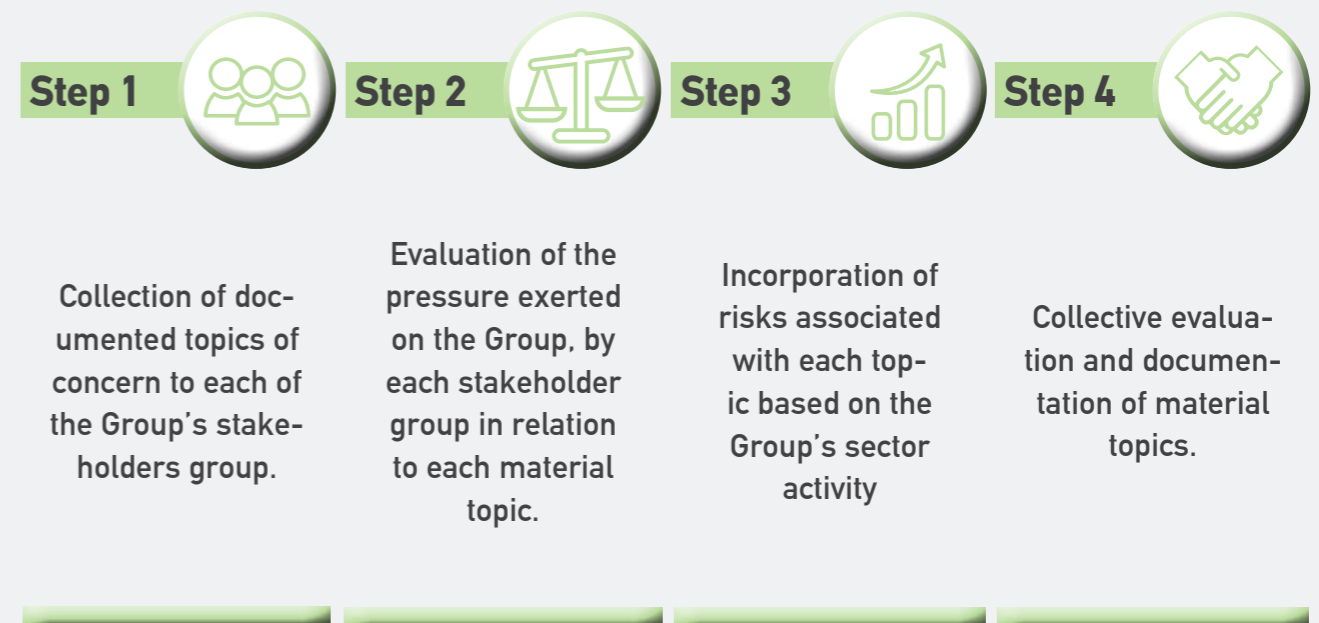 Step 1
Collection of doc-
umented topics of
concern to each of
the Group's stake-
holders group.
Step 2
Evaluation of the
pressure exerted
on the Group, by
each stakeholder
group in relation
to each material
topic.
Step 3
Incorporation of
risks associated
with each top-
ic based on the
Group's sector
activity
Step 4
Collective evalua-
tion and documen-
tation of material
topics.